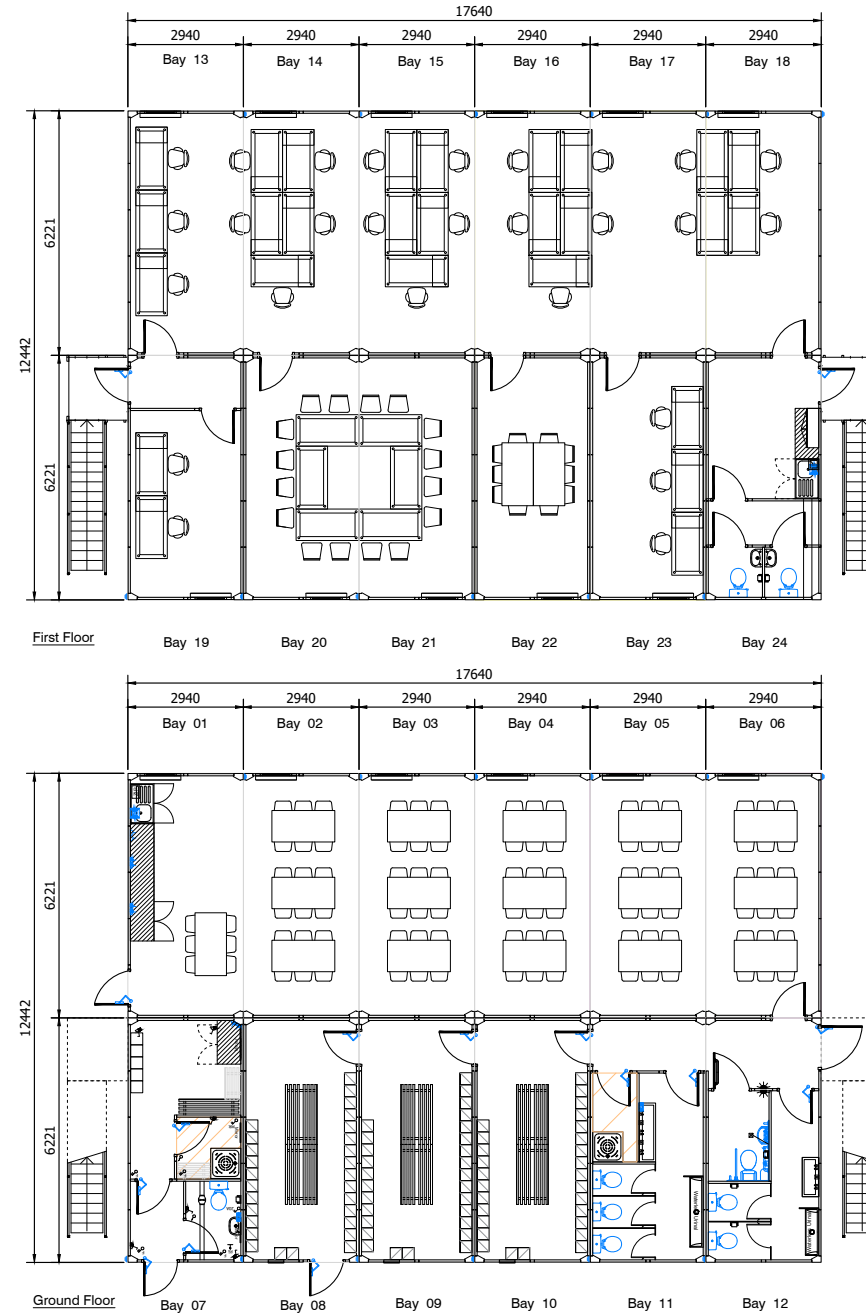 17640
2940 2940 2940 2940 2940 2940
Bay 13 Bay 14 Bay 15 Bay 16 Bay 17 Bay 18
12442
6221
6221
First Floor
Bay 19 Bay 20 Bay 21 Bay 22 Bay 23 Bay 24
17640
2940 2940 2940 2940 2940 2940
Bay 01 Bay 02 Bay 03 Bay 04 Bay 05 Bay 06
12442
6221
6221
Ground Floor
Bay 07 Bay 08 Bay 09 Bay 10 Bay 11 Bay 12